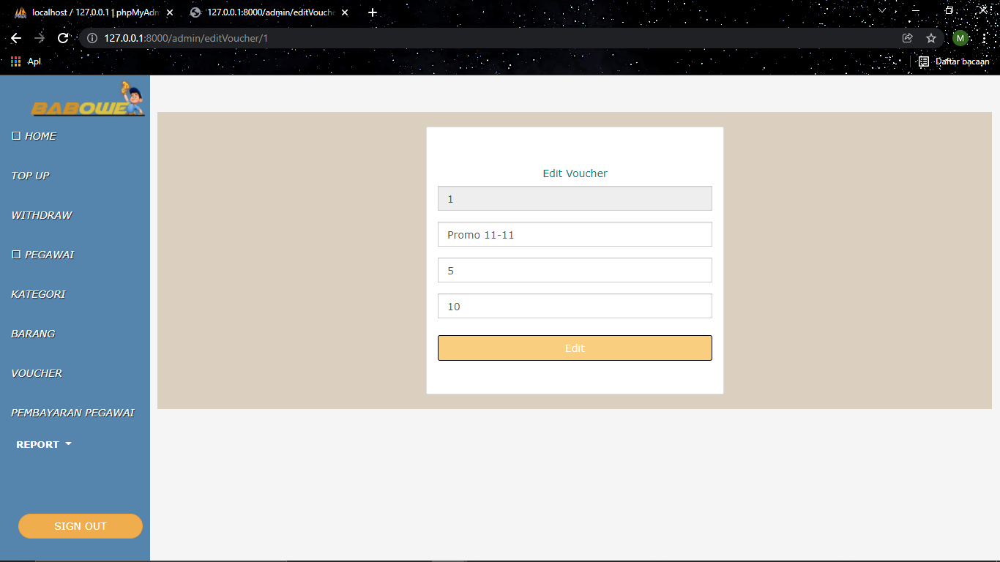 localhost / 127.0.0.1 | phpMyAdm
127.0.0.1:8000/admin/editVouche
127.0.0.1:8000/admin/editVoucher/1
M
Apl
Daftar bacaan
BABOWE
HOME
TOP UP
WITHDRAW
PEGAWAI
KATEGORI
BARANG
VOUCHER
PEMBAYARAN PEGAWAI
REPORT
SIGN OUT
Edit Voucher
1
Promo 11-11
5
10
Edit